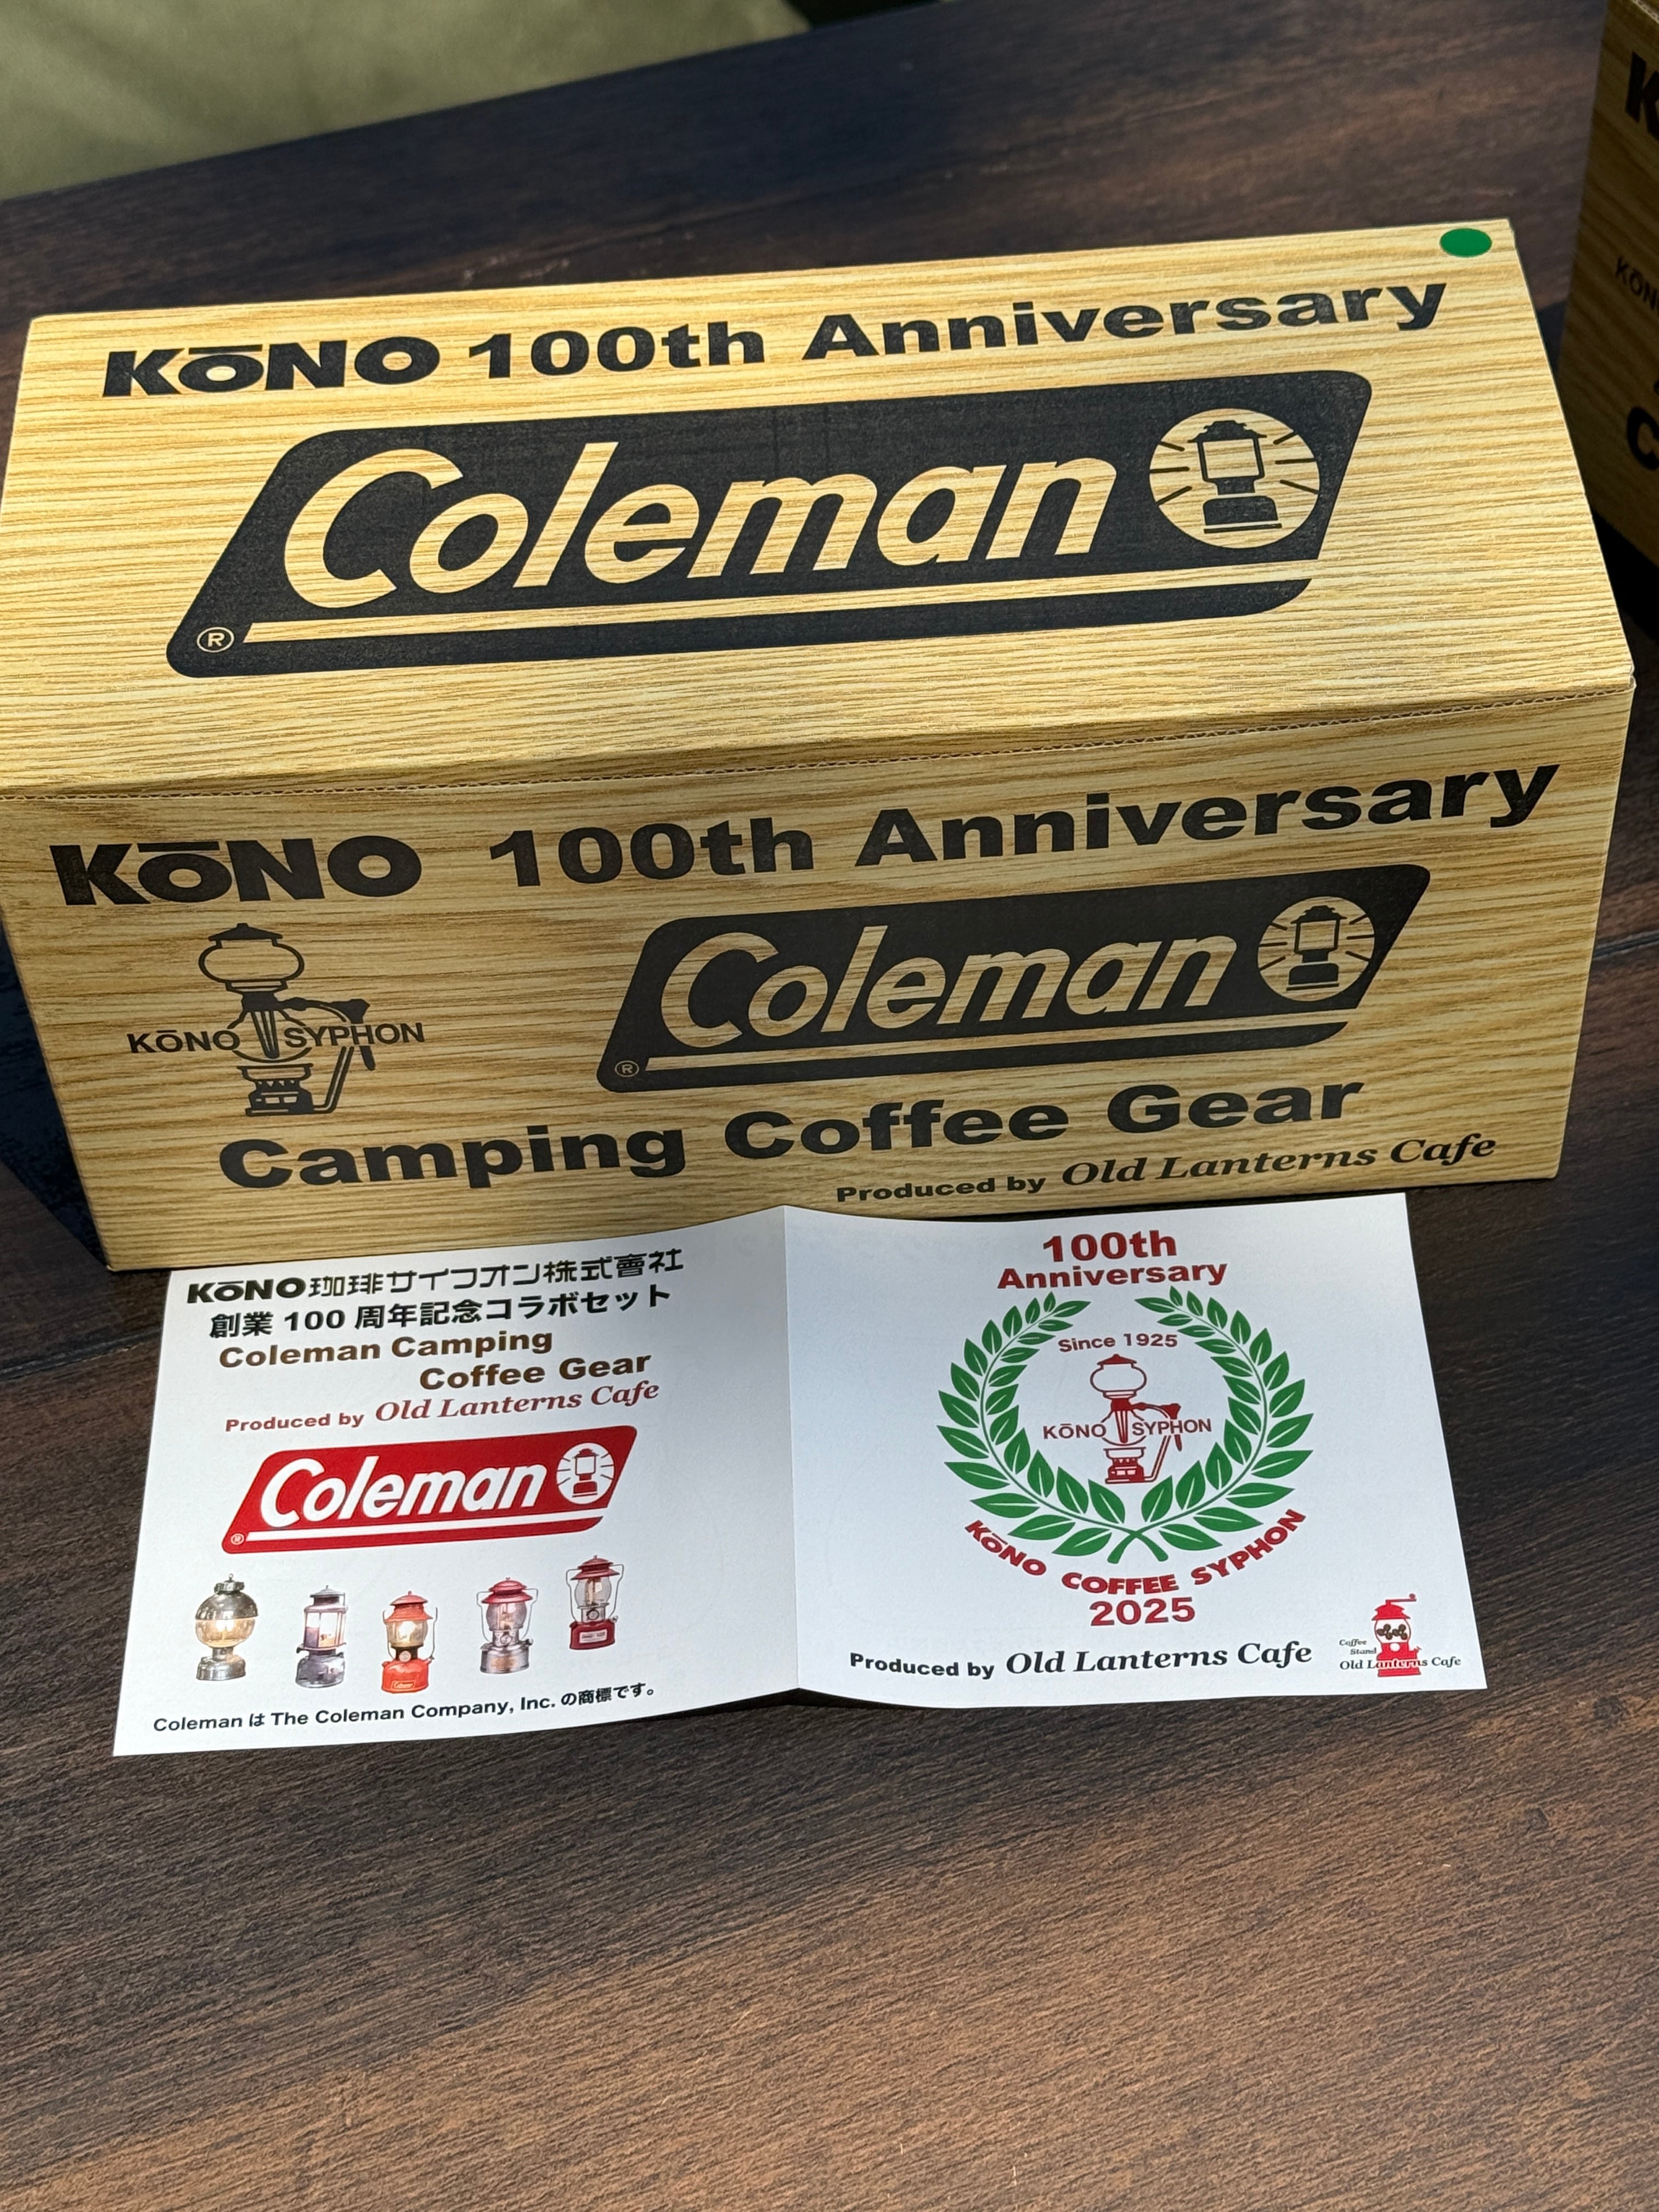 KŌNO 100th Anniversary
Coleman
®
KŌNO 100th Anniversary
KŌNO SYPHON
Coleman
®
Camping Coffee Gear
Produced by Old Lanterns Cafe
KŌNO珈琲サイフオン株式會社
創業 100 周年記念コラボセット
Coleman Camping
Coffee Gear
Produced by Old Lanterns Cafe
Coleman
®
Coleman は The Coleman Company, Inc. の商標です。
100th
Anniversary
Since 1925
KŌNO SYPHON
KŌNO COFFEE SYPHON
2025
Produced by Old Lanterns Cafe
Coffee
Stand
Old Lanterns Cafe